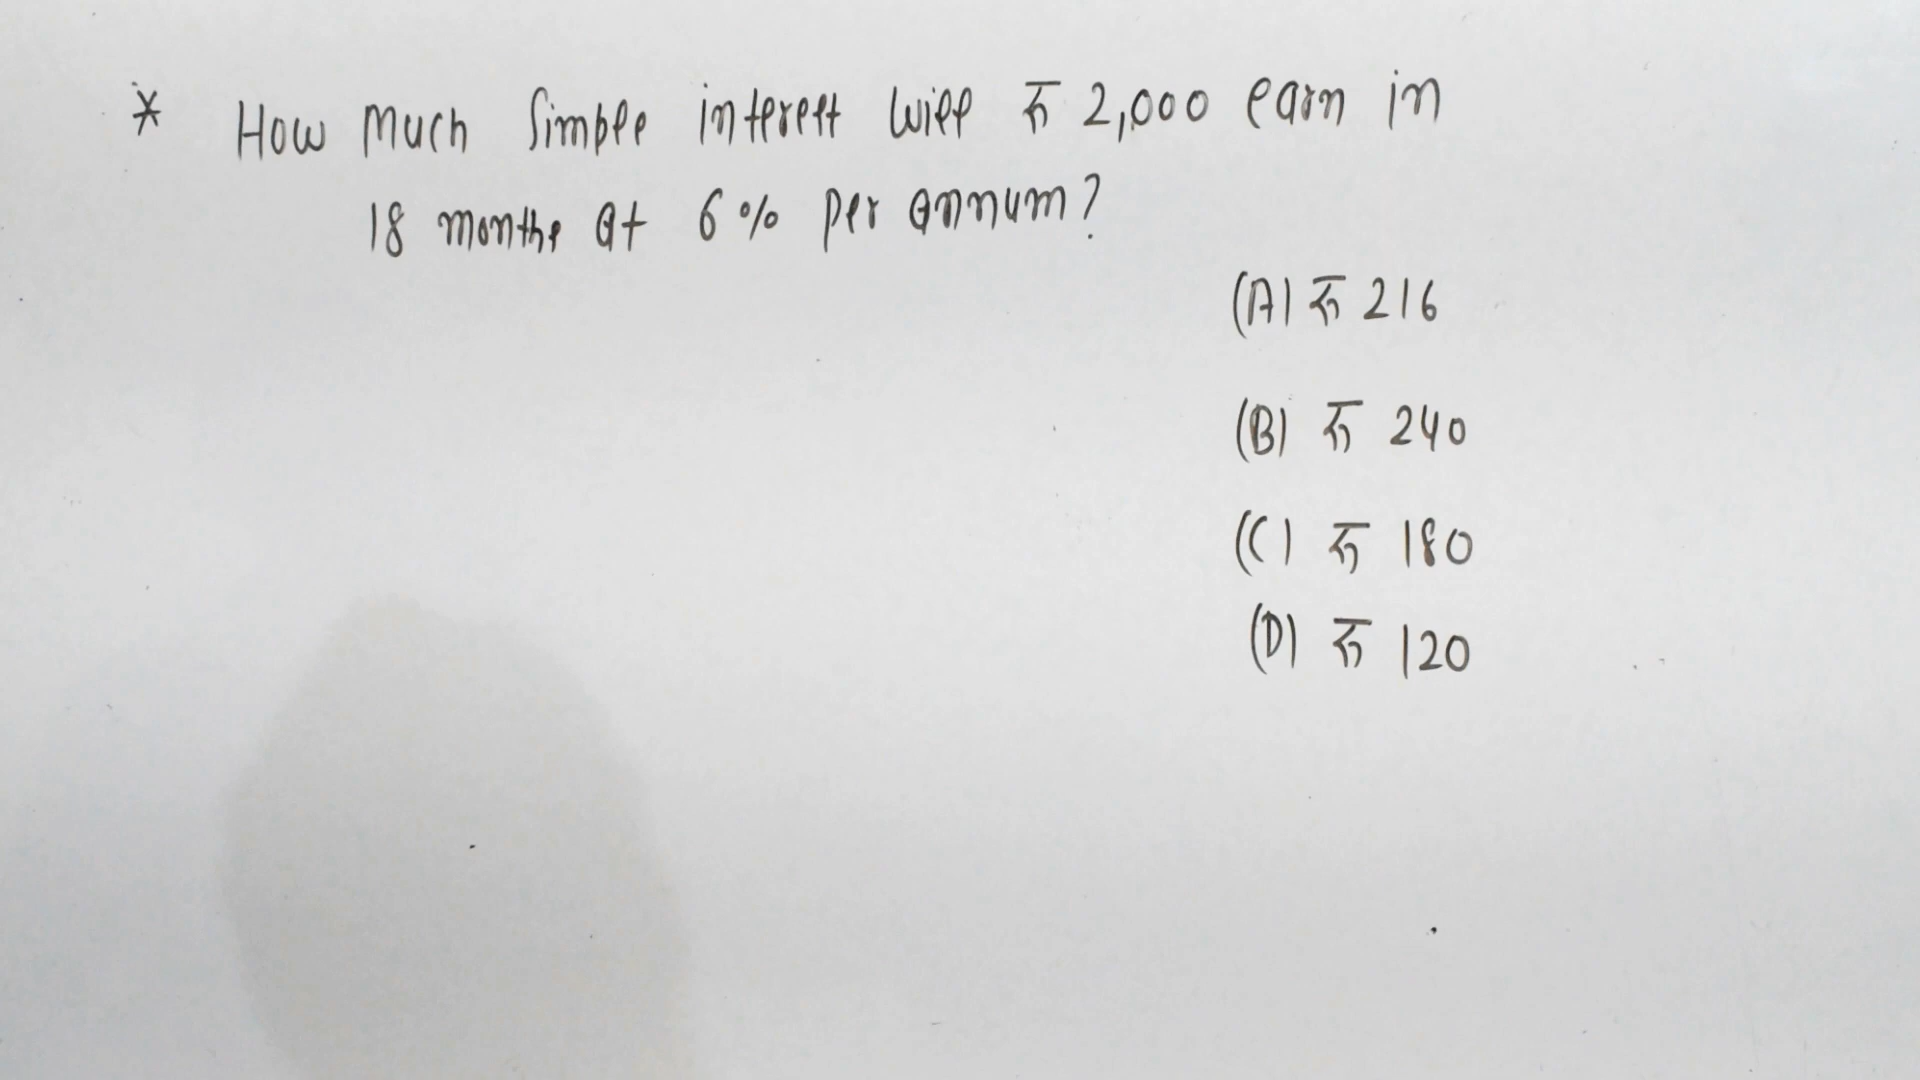 * How Much Simple interest will ₹ 2,000 earn in
18 months at 6% per annum?
(A) ₹ 216
(B) ₹ 240
(C) ₹ 180
(D) ₹ 120